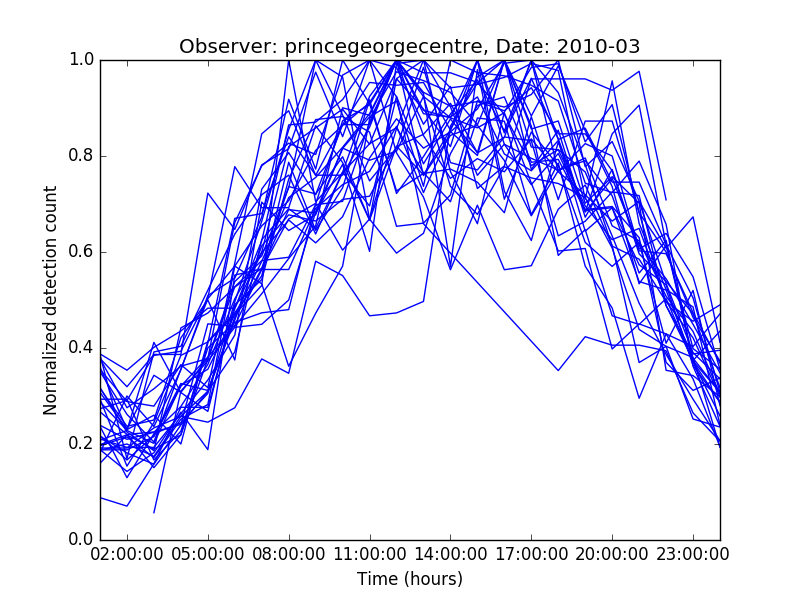 Observer: princegeorgecentre, Date: 2010-03
1.0
0.8
0.6
0.4
0.2
0.0
Normalized detection count
02:00:00 05:00:00 08:00:00 11:00:00 14:00:00 17:00:00 20:00:00 23:00:00
Time (hours)